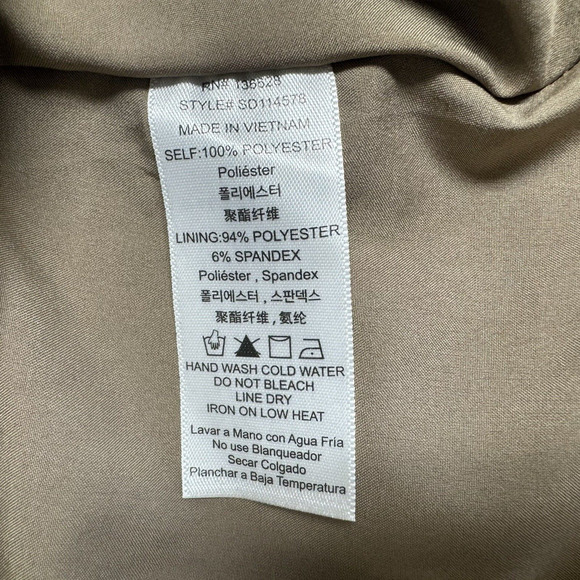 RN# 135528
STYLE# SD114578
MADE IN VIETNAM
SELF:100% POLYESTER
Poliéster
폴리에스터
聚酯纤维
LINING:94% POLYESTER
6% SPANDEX
Poliéster , Spandex
폴리에스터 , 스판덱스
聚酯纤维 , 氨纶
HAND WASH COLD WATER
DO NOT BLEACH
LINE DRY
IRON ON LOW HEAT
Lavar a Mano con Agua Fría
No use Blanqueador
Secar Colgado
Planchar a Baja Temperatura